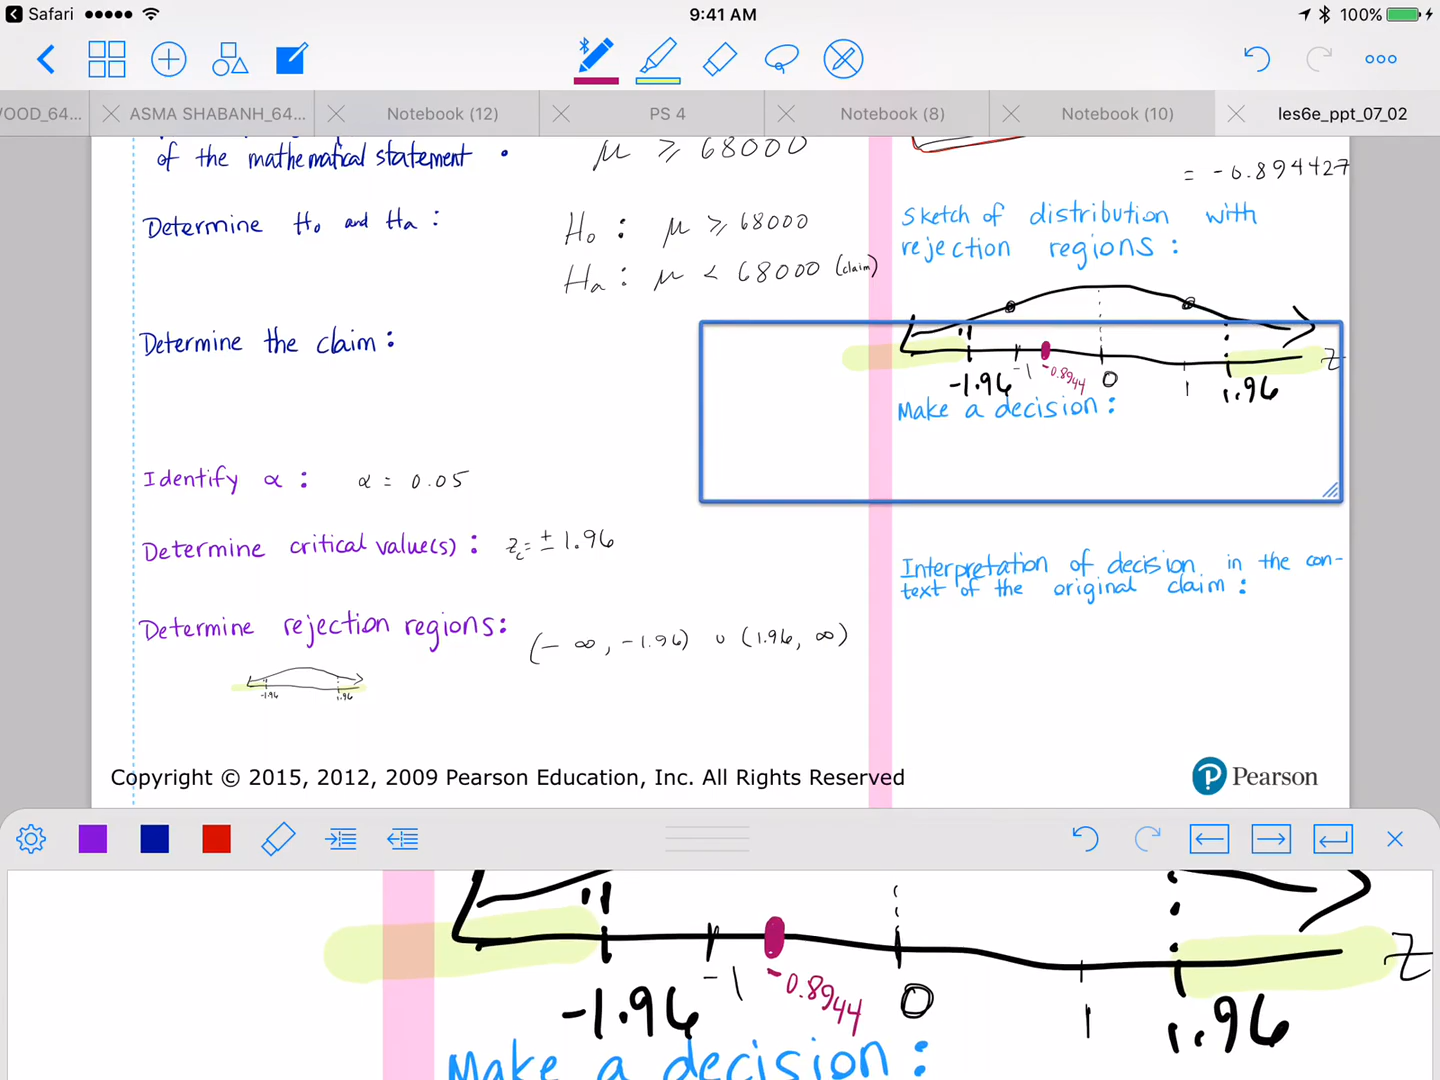 Safari
9:41 AM
100%
WOOD_64...
ASMA SHABANH_64...
Notebook (12)
PS 4
Notebook (8)
Notebook (10)
les6e_ppt_07_02
of the mathematical statement
μ ≥ 68000
Determine H₀ and Hₐ :
H₀ : μ ≥ 68000
Hₐ : μ < 68000 (claim)
Determine the claim :
Identify α : α = 0.05
Determine critical value(s) : z꜀ = ± 1.96
Determine rejection regions: (-∞, -1.96) ∪ (1.96, ∞)
-1.96 1.96
= -0.894427
Sketch of distribution with
rejection regions :
z
-1.96 -1 -0.8944 0 1 1.96
Make a decision :
Interpretation of decision in the con-
text of the original claim :
Copyright © 2015, 2012, 2009 Pearson Education, Inc. All Rights Reserved
Pearson
z
-1.96 -1 -0.8944 0 1 1.96
Make a decision :